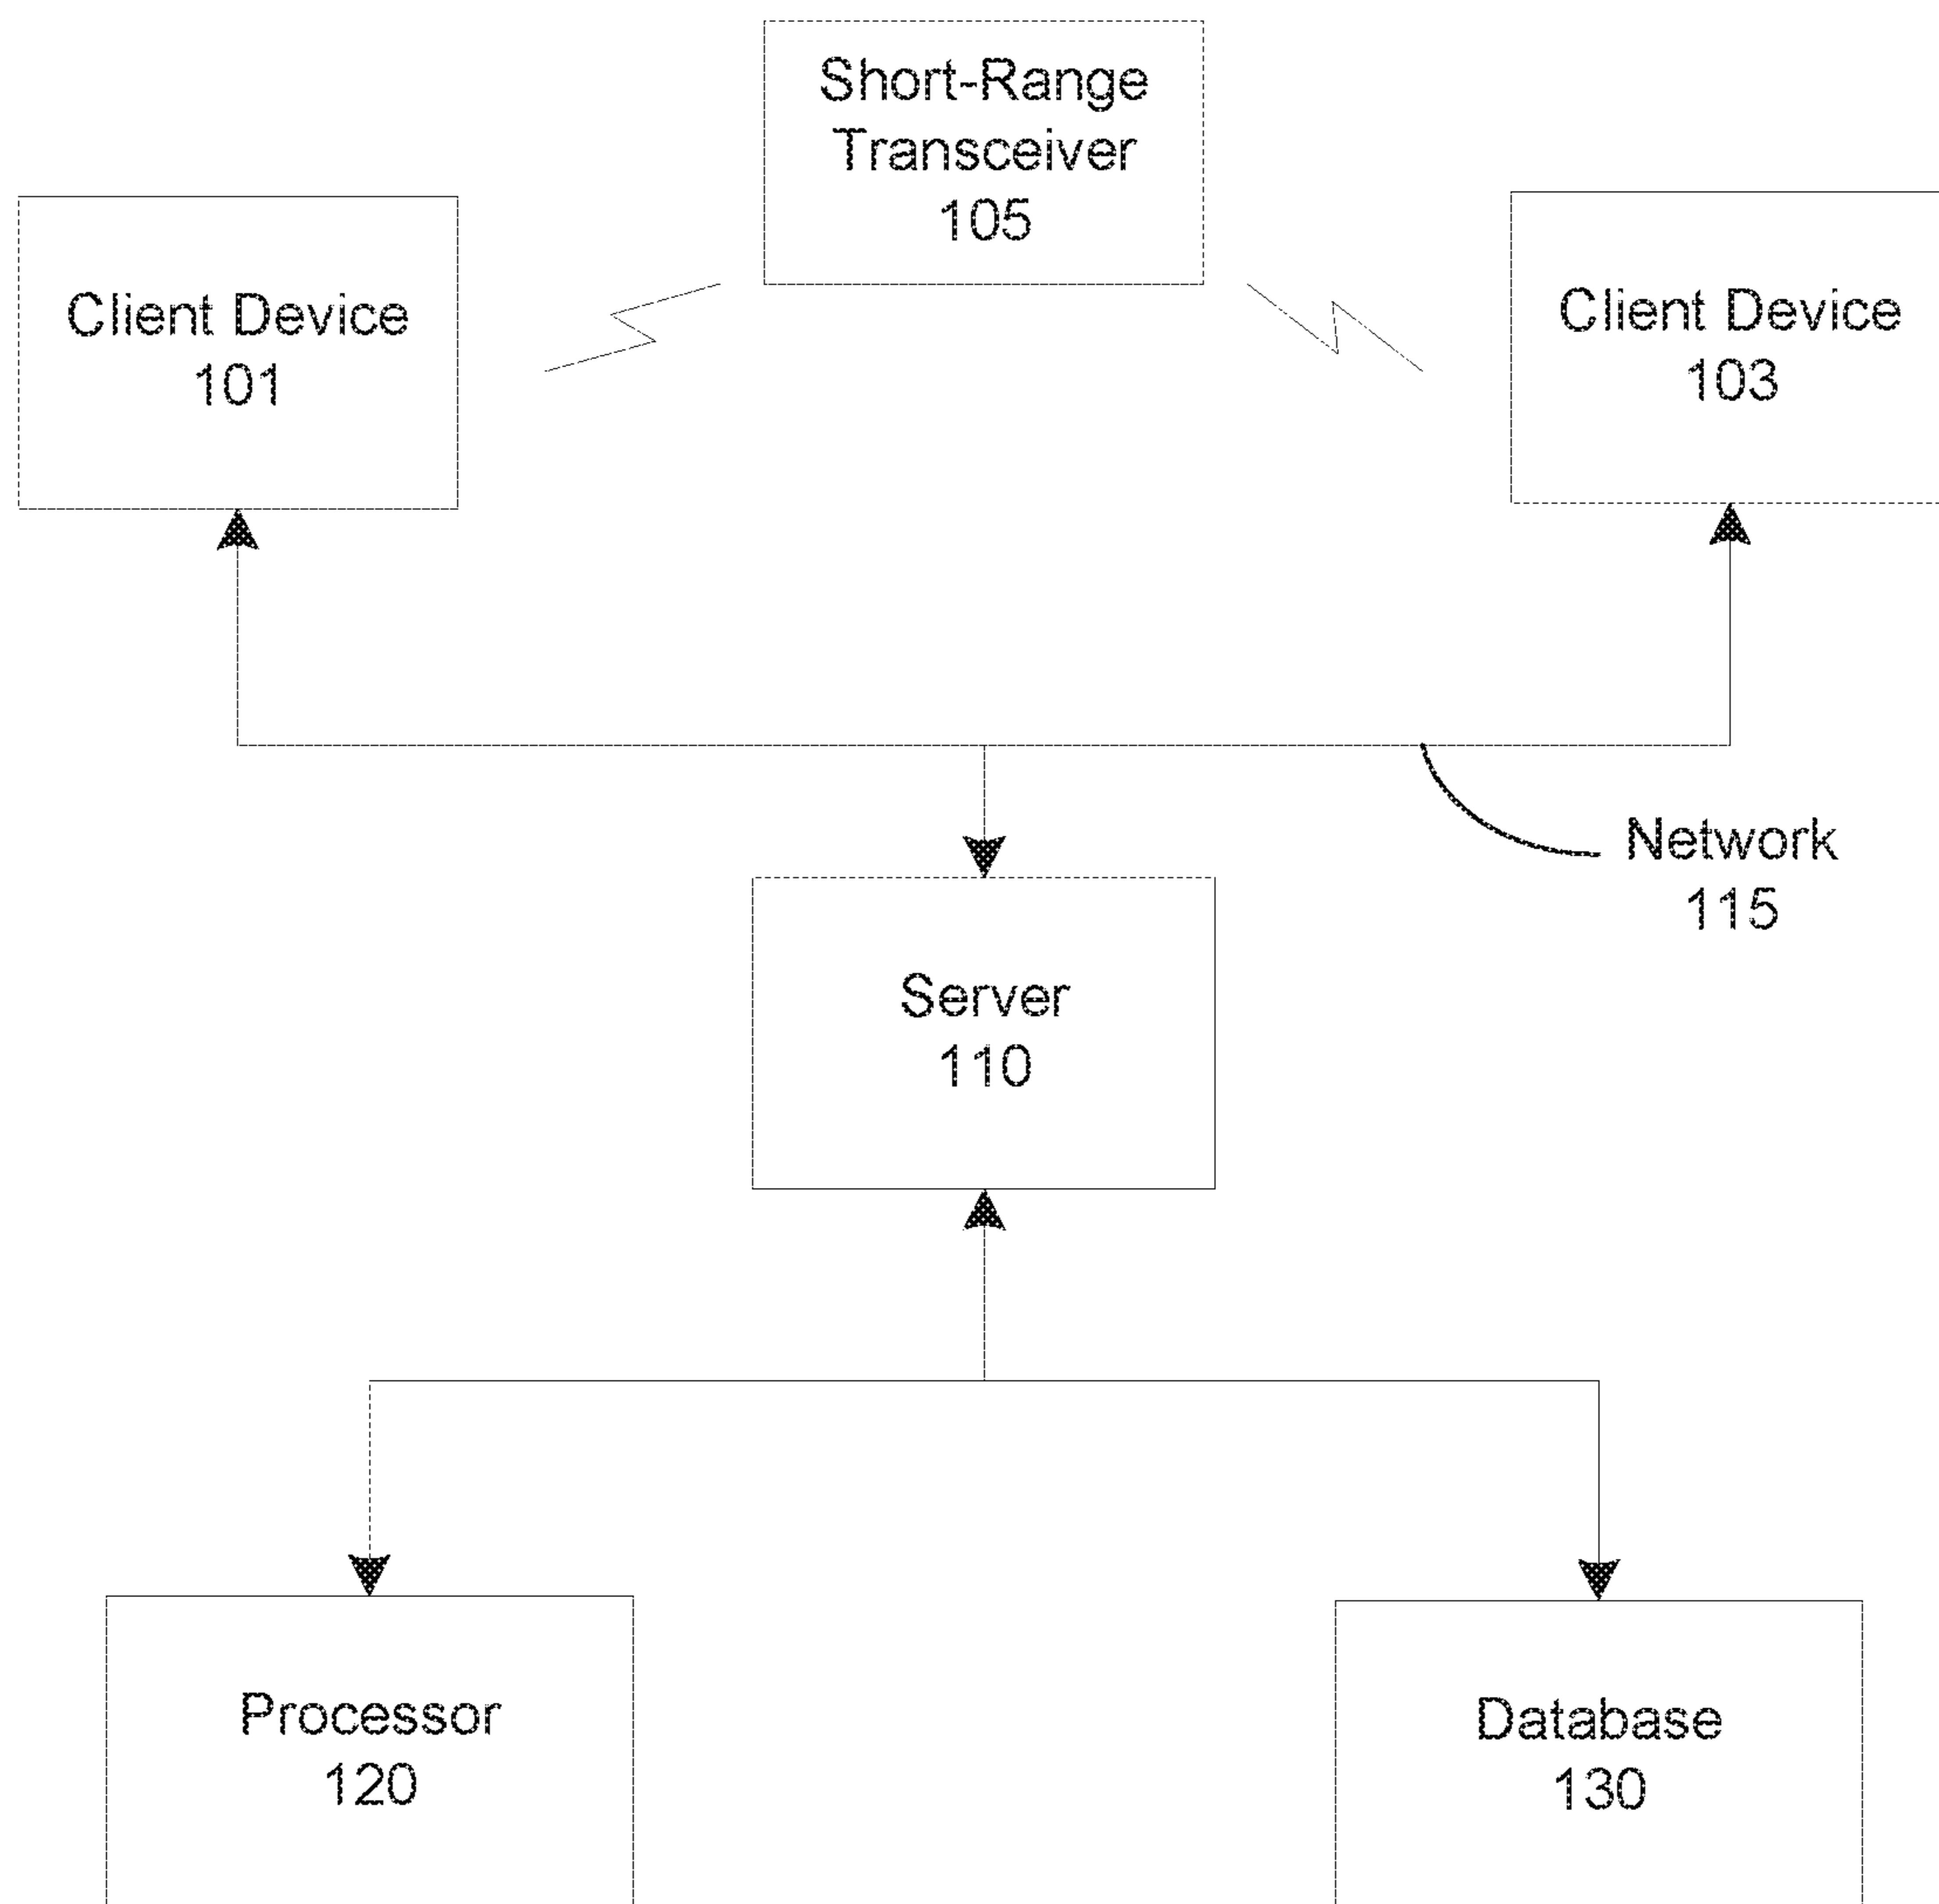 Short-Range
Transceiver
105
Client Device
101
Client Device
103
Network
115
Server
110
Processor
120
Database
130